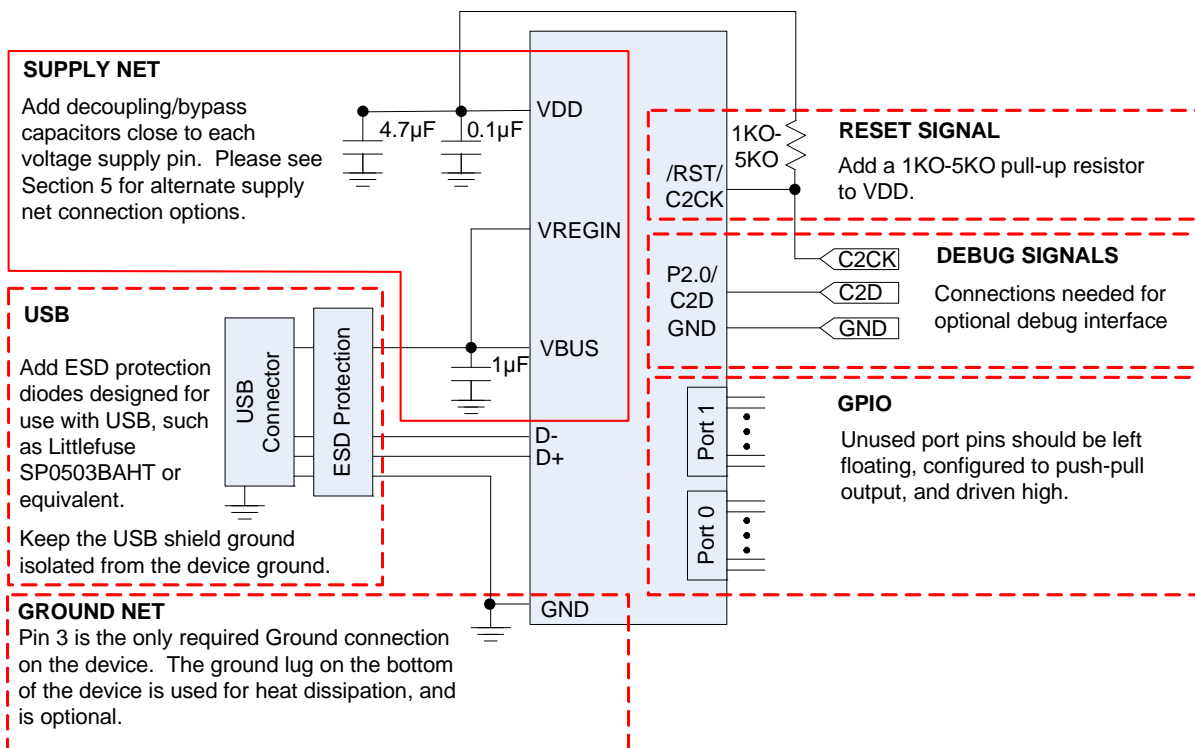 SUPPLY NET
Add decoupling/bypass
capacitors close to each
voltage supply pin.  Please see
Section 5 for alternate supply
net connection options.
4.7µF
0.1µF
VDD
VREGIN
VBUS
1µF
USB
Add ESD protection
diodes designed for
use with USB, such
as Littlefuse
SP0503BAHT or
equivalent.
Keep the USB shield ground
isolated from the device ground.
USB
Connector
ESD Protection
D-
D+
GROUND NET
Pin 3 is the only required Ground connection
on the device.  The ground lug on the bottom
of the device is used for heat dissipation, and
is optional.
GND
1KO-
5KO
/RST/
C2CK
RESET SIGNAL
Add a 1KO-5KO pull-up resistor
to VDD.
P2.0/
C2D
GND
C2CK
C2D
GND
DEBUG SIGNALS
Connections needed for
optional debug interface
Port 1
Port 0
GPIO
Unused port pins should be left
floating, configured to push-pull
output, and driven high.